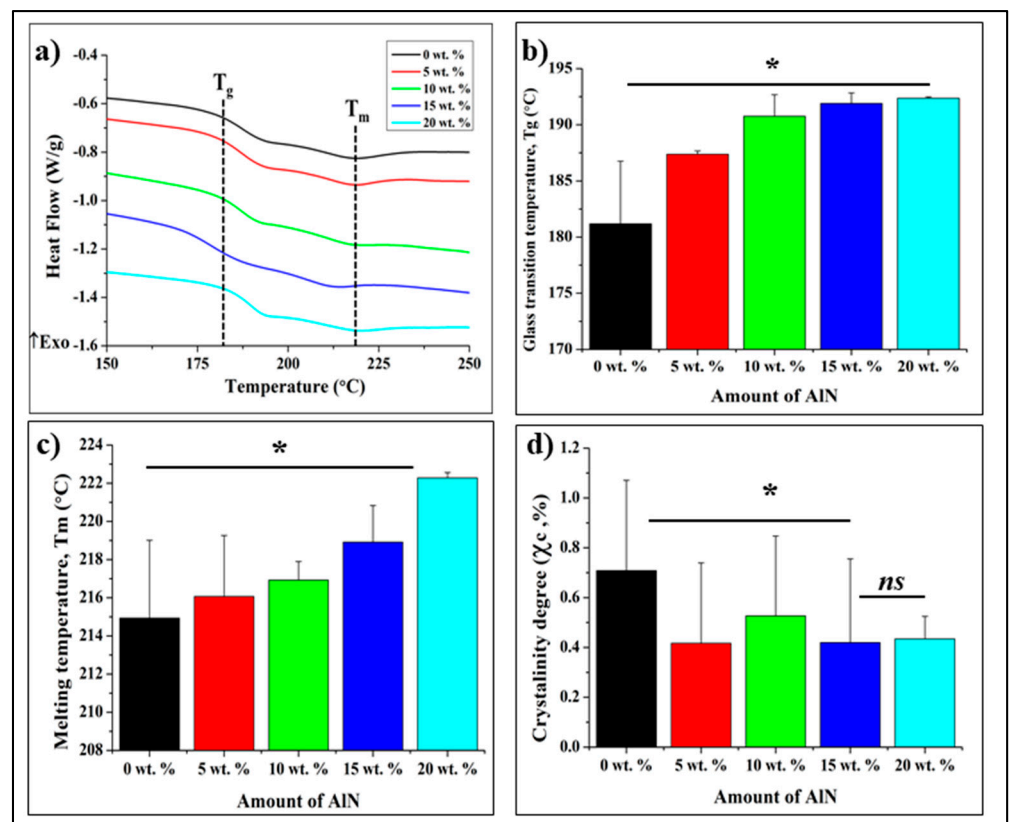 a)
0 wt. %
5 wt. %
10 wt. %
15 wt. %
20 wt. %
Tg
Tm
-0.4
-0.6
-0.8
-1.0
-1.2
-1.4
-1.6
Heat Flow (W/g)
↑Exo
150 175 200 225 250
Temperature (°C)
b)
*
195
190
185
180
175
170
Glass transition temperature, Tg (°C)
0 wt. % 5 wt. % 10 wt. % 15 wt. % 20 wt. %
Amount of AlN
c)
*
224
222
220
218
216
214
212
210
208
Melting temperature, Tm (°C)
0 wt. % 5 wt. % 10 wt. % 15 wt. % 20 wt. %
Amount of AlN
d)
*
ns
1.2
1.0
0.8
0.6
0.4
0.2
0.0
Crystalinity degree (χc ,%)
0 wt. % 5 wt. % 10 wt. % 15 wt. % 20 wt. %
Amount of AlN